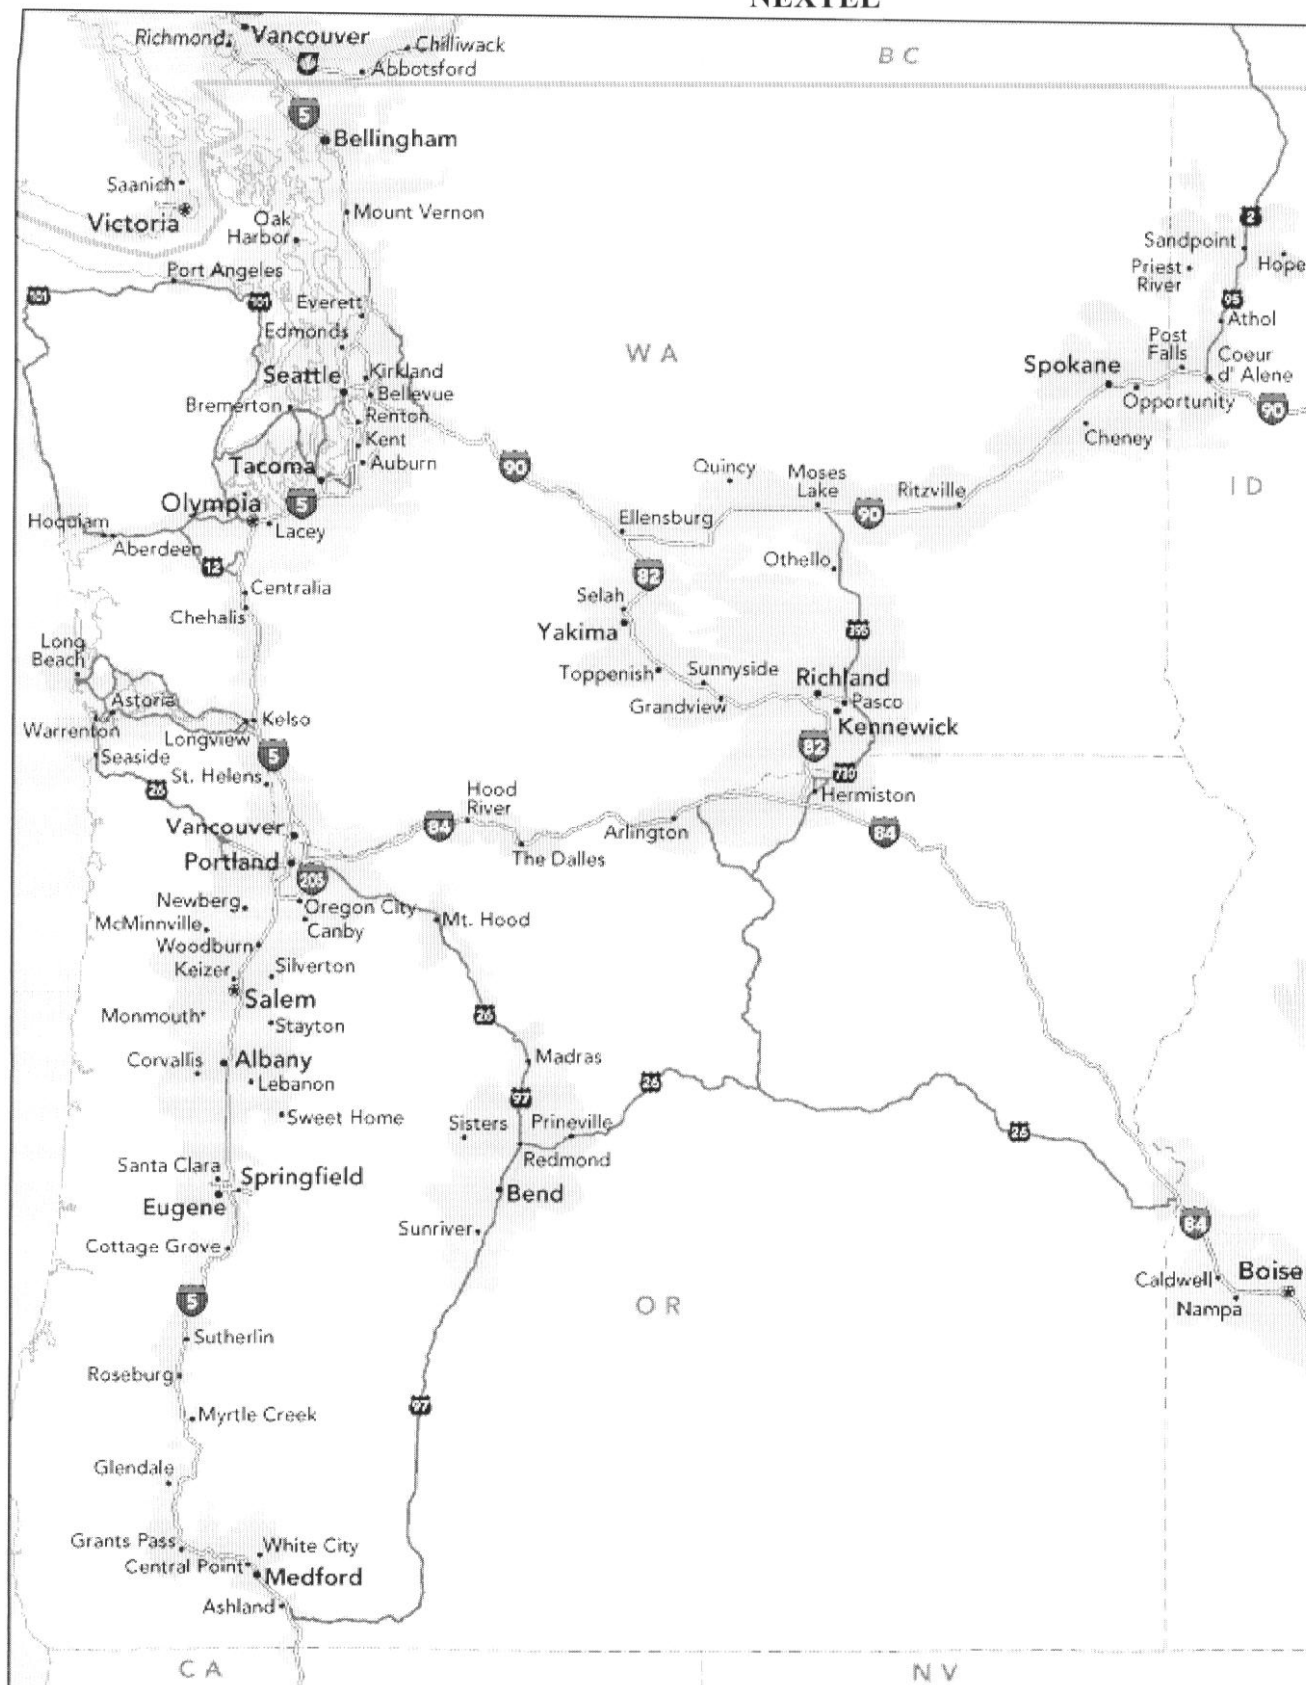 NEXTEL
Richmond
Vancouver
Chilliwack
Abbotsford
BC
5
Bellingham
Saanich
Victoria
Oak
Harbor
Mount Vernon
2
Sandpoint
Hope
Priest
River
Port Angeles
101
101
Everett
95
Athol
Edmonds
WA
Post
Falls
Coeur
d' Alene
Seattle
Kirkland
Spokane
Bellevue
Opportunity
90
Bremerton
Renton
Cheney
Kent
Tacoma
Auburn
90
Quincy
Moses
Lake
Ritzville
ID
Olympia
5
90
Hoquiam
Lacey
Ellensburg
Aberdeen
12
Othello
82
Centralia
Selah
Chehalis
Yakima
395
Long
Beach
Toppenish
Sunnyside
Richland
Astoria
Grandview
Pasco
Warrenton
Kelso
Kennewick
Longview
Seaside
5
82
St. Helens
730
26
Hood
River
Hermiston
Vancouver
84
Arlington
84
Portland
The Dalles
205
Newberg
Oregon City
McMinnville
Canby
Mt. Hood
Woodburn
Keizer
Silverton
Salem
Monmouth
Stayton
26
Corvallis
Albany
Madras
Lebanon
26
97
Sweet Home
Sisters
Prineville
26
Santa Clara
Springfield
Redmond
Eugene
Bend
Sunriver
84
Cottage Grove
Caldwell
Boise
5
OR
Nampa
Sutherlin
Roseburg
97
Myrtle Creek
Glendale
Grants Pass
White City
Central Point
Medford
Ashland
CA
NV